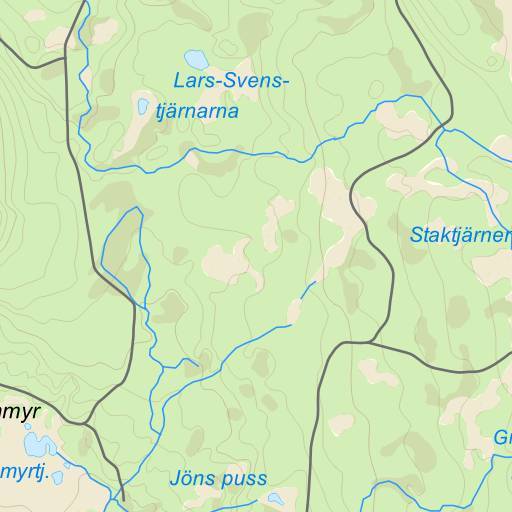 Lars-Svens-
tjärnarna
Staktjärnen
myr
myrtj.
Jöns puss